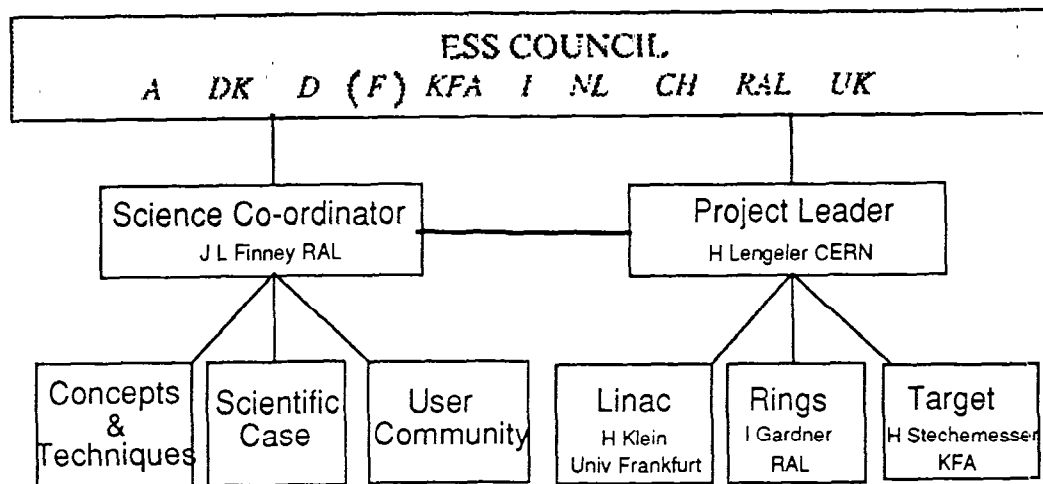 ESS COUNCIL
A DK D (F) KFA I NL CH RAL UK
Science Co-ordinator
J L Finney RAL
Project Leader
H Lengeler CERN
Concepts
&
Techniques
Scientific
Case
User
Community
Linac
H Klein
Univ Frankfurt
Rings
I Gardner
RAL
Target
H Stechemesser
KFA